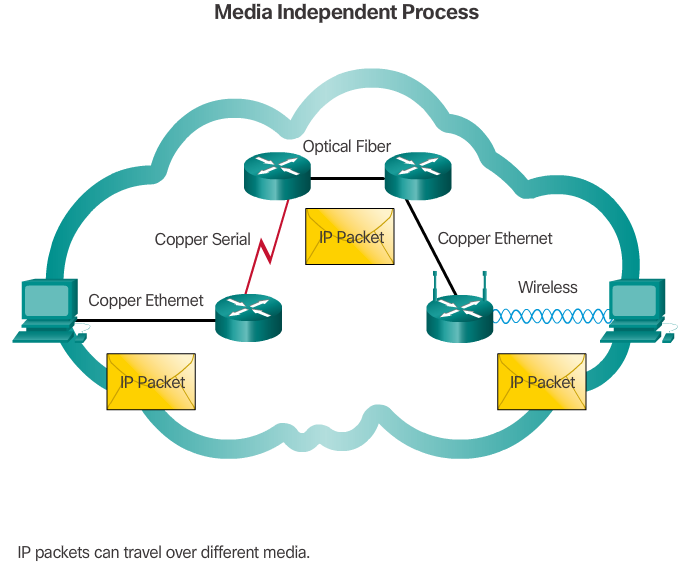 Media Independent Process
Optical Fiber
Copper Serial
IP Packet
Copper Ethernet
Wireless
Copper Ethernet
IP Packet
IP Packet
IP packets can travel over different media.